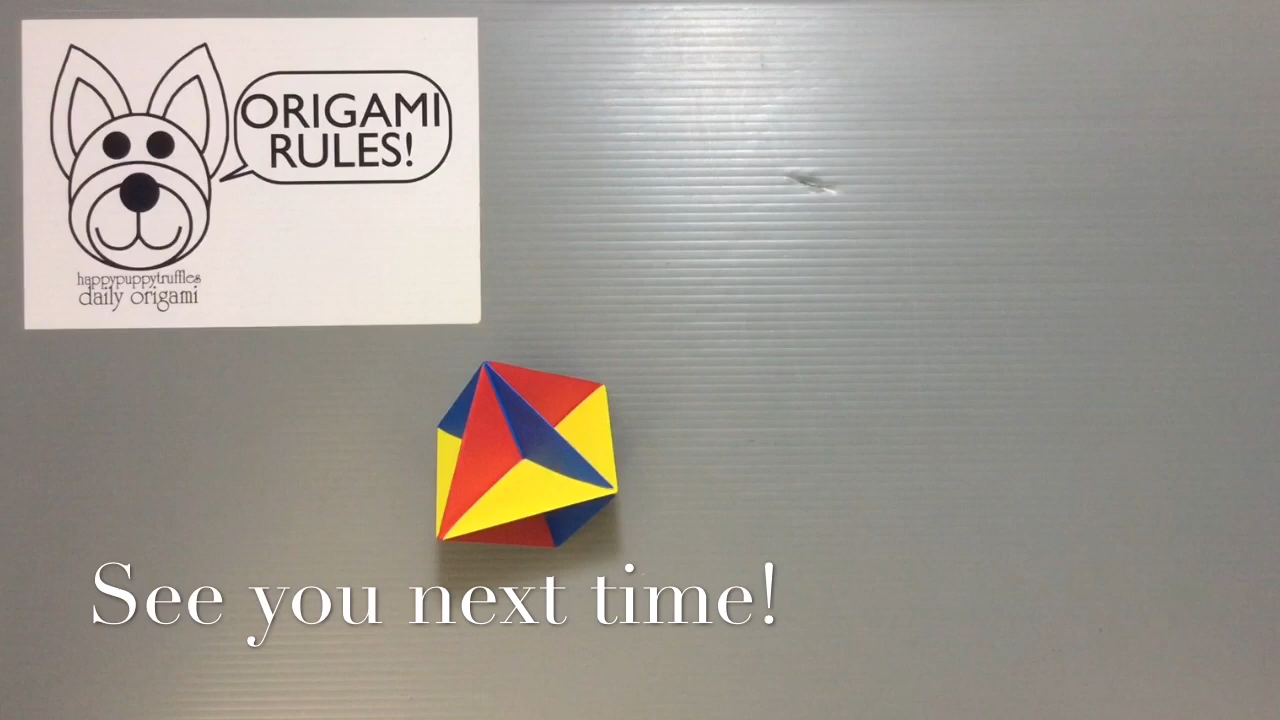 ORIGAMI
RULES!
happypuppytruffles
daily origami
See you next time!